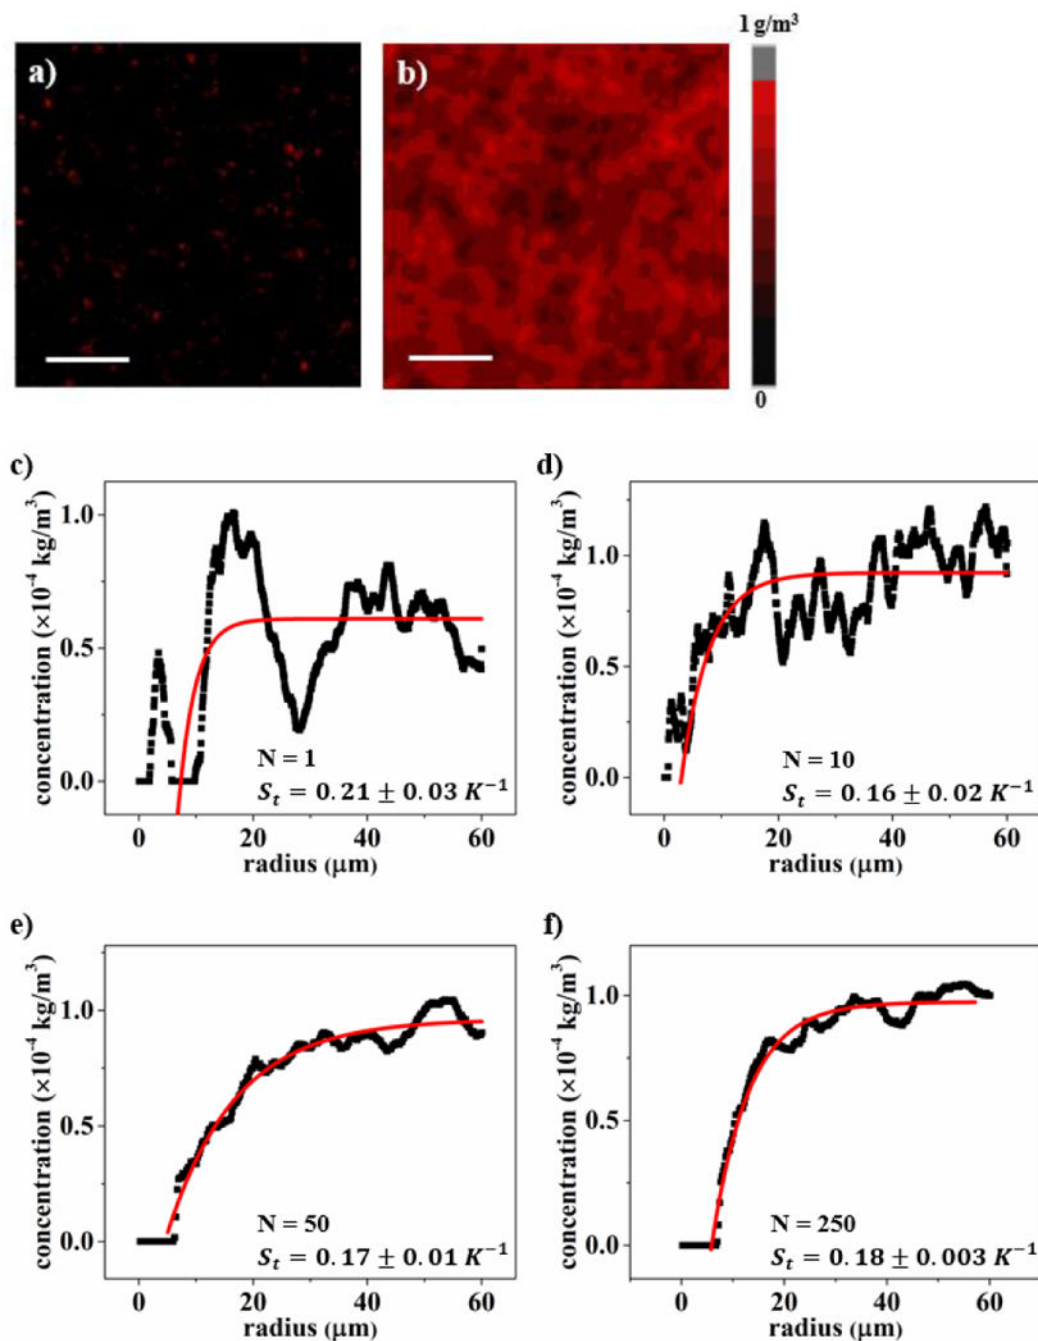 1 g/m³
a)
b)
0
c)
concentration (×10⁻⁴ kg/m³)
1.0
0.5
0.0
N = 1
S_t = 0.21 ± 0.03 K⁻¹
0 20 40 60
radius (μm)
d)
concentration (×10⁻⁴ kg/m³)
1.0
0.5
0.0
N = 10
S_t = 0.16 ± 0.02 K⁻¹
0 20 40 60
radius (μm)
e)
concentration (×10⁻⁴ kg/m³)
1.0
0.5
0.0
N = 50
S_t = 0.17 ± 0.01 K⁻¹
0 20 40 60
radius (μm)
f)
concentration (×10⁻⁴ kg/m³)
1.0
0.5
0.0
N = 250
S_t = 0.18 ± 0.003 K⁻¹
0 20 40 60
radius (μm)